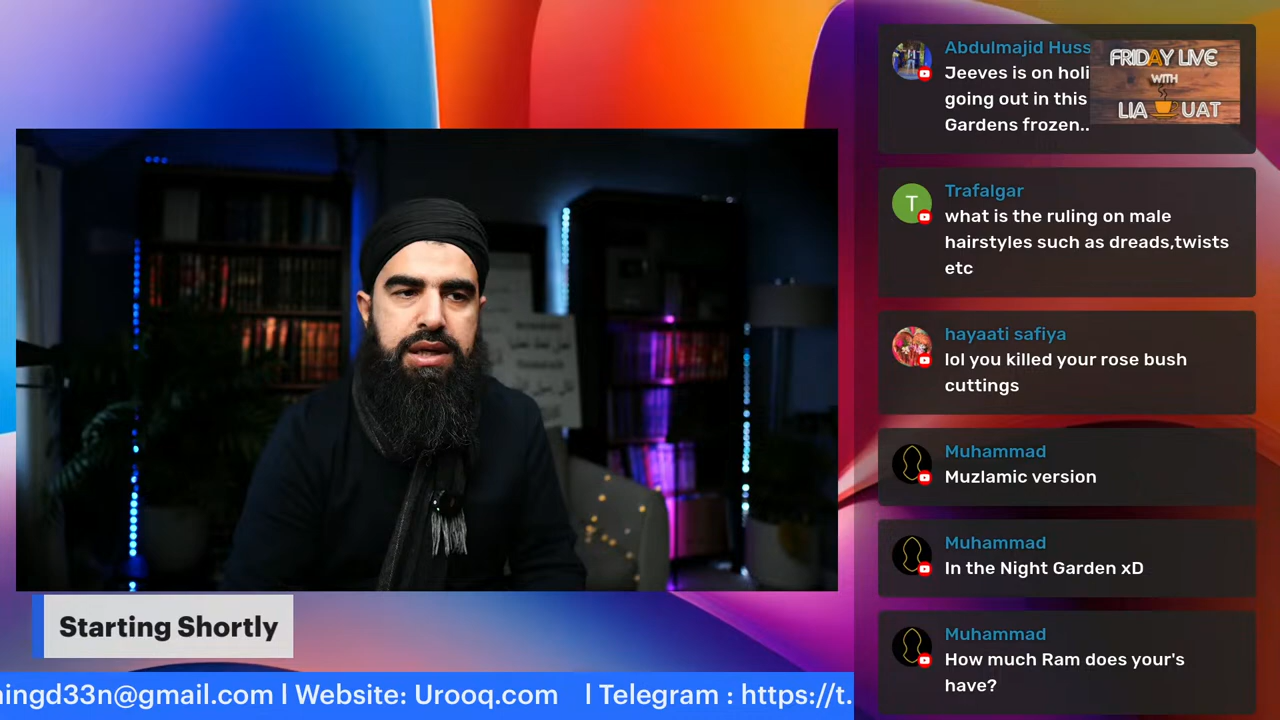 Abdulmajid Huss
Jeeves is on holi
going out in this
Gardens frozen..
FRIDAY LIVE
WITH
LIA UAT
T
Trafalgar
what is the ruling on male
hairstyles such as dreads,twists
etc
hayaati safiya
lol you killed your rose bush
cuttings
Muhammad
Muzlamic version
Muhammad
In the Night Garden xD
Muhammad
How much Ram does your's
have?
Starting Shortly
ningd33n@gmail.com l Website: Urooq.com l Telegram : https://t.